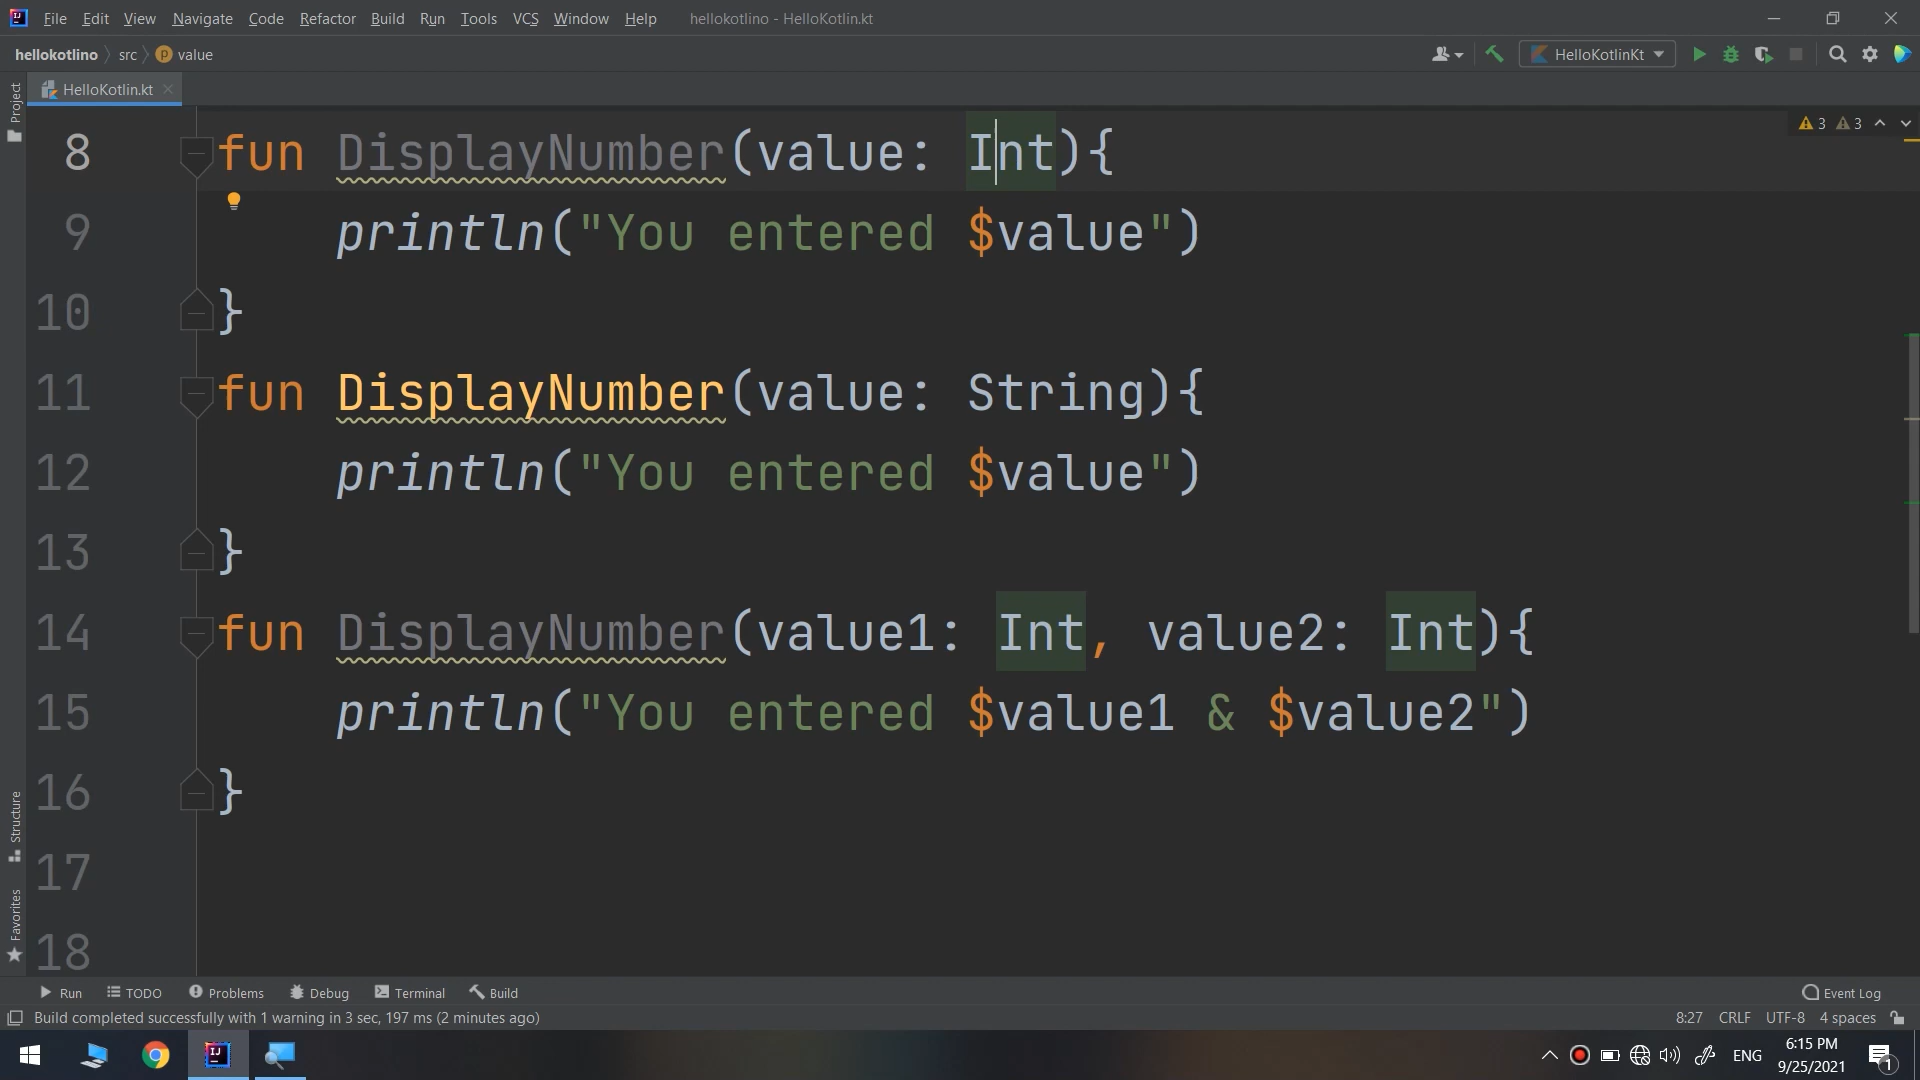 File Edit View Navigate Code Refactor Build Run Tools VCS Window Help hellokotlino - HelloKotlin.kt
hellokotlino src value HelloKotlinKt
Project
HelloKotlin.kt
3 3
8 fun DisplayNumber(value: Int){
9 println("You entered $value")
10 }
11 fun DisplayNumber(value: String){
12 println("You entered $value")
13 }
14 fun DisplayNumber(value1: Int, value2: Int){
15 println("You entered $value1 & $value2")
16 }
17
18
Structure
Favorites
Run TODO Problems Debug Terminal Build Event Log
Build completed successfully with 1 warning in 3 sec, 197 ms (2 minutes ago) 8:27 CRLF UTF-8 4 spaces
ENG 6:15 PM
9/25/2021
1